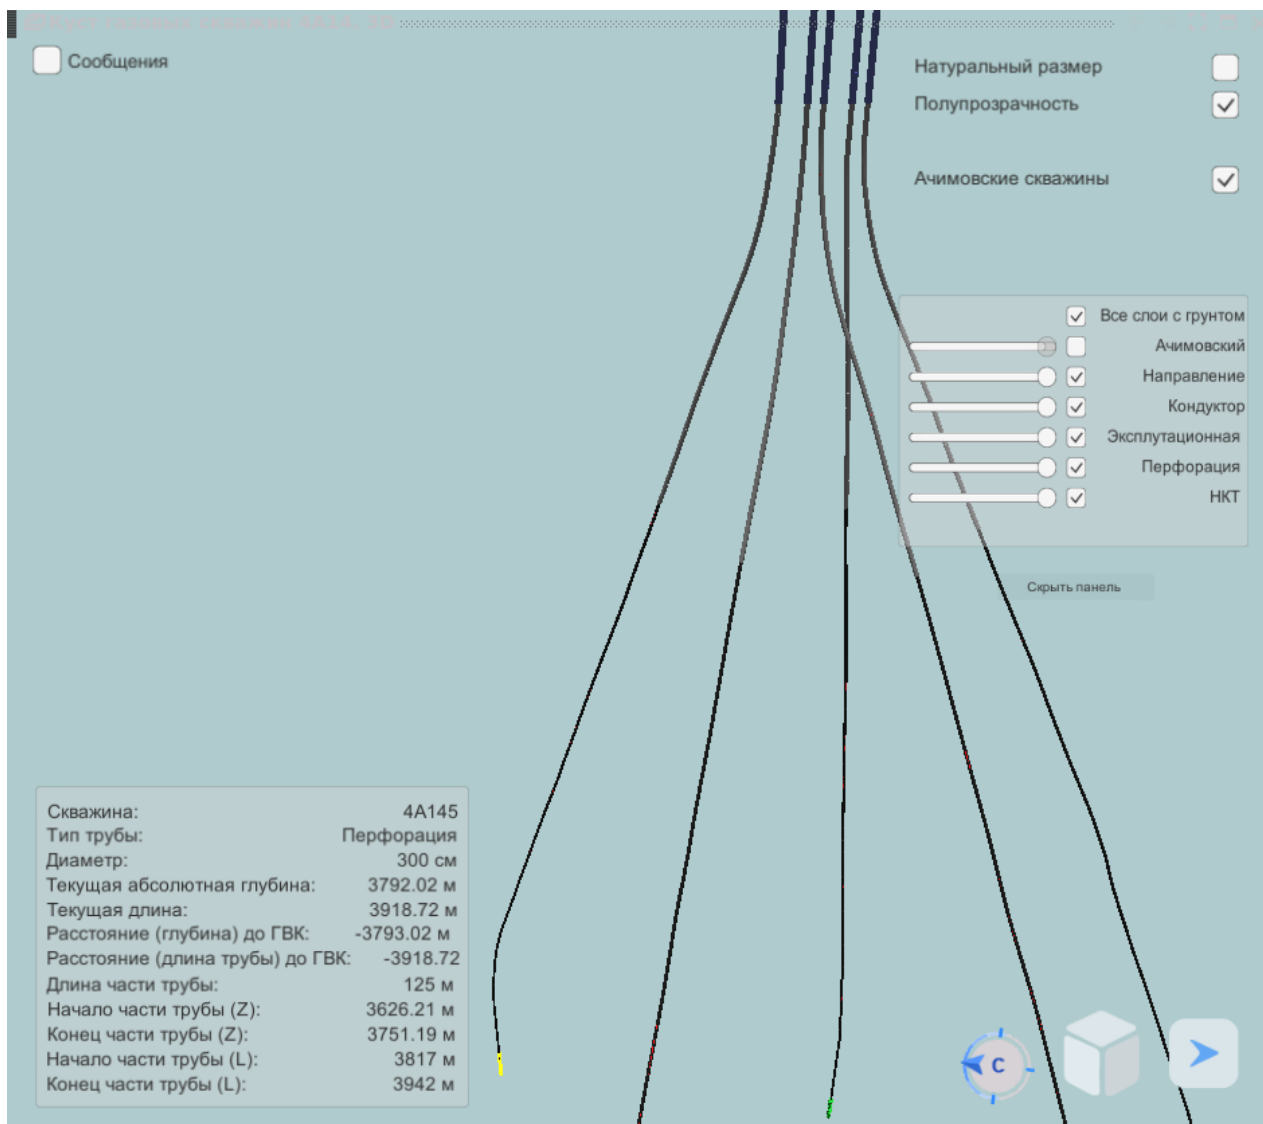 Сообщения
Натуральный размер
Полупрозрачность
Ачимовские скважины
Все слои с грунтом
Ачимовский
Направление
Кондуктор
Эксплутационная
Перфорация
НКТ
Скрыть панель
Скважина: 4А145
Тип трубы: Перфорация
Диаметр: 300 см
Текущая абсолютная глубина: 3792.02 м
Текущая длина: 3918.72 м
Расстояние (глубина) до ГВК: -3793.02 м
Расстояние (длина трубы) до ГВК: -3918.72
Длина части трубы: 125 м
Начало части трубы (Z): 3626.21 м
Конец части трубы (Z): 3751.19 м
Начало части трубы (L): 3817 м
Конец части трубы (L): 3942 м
С